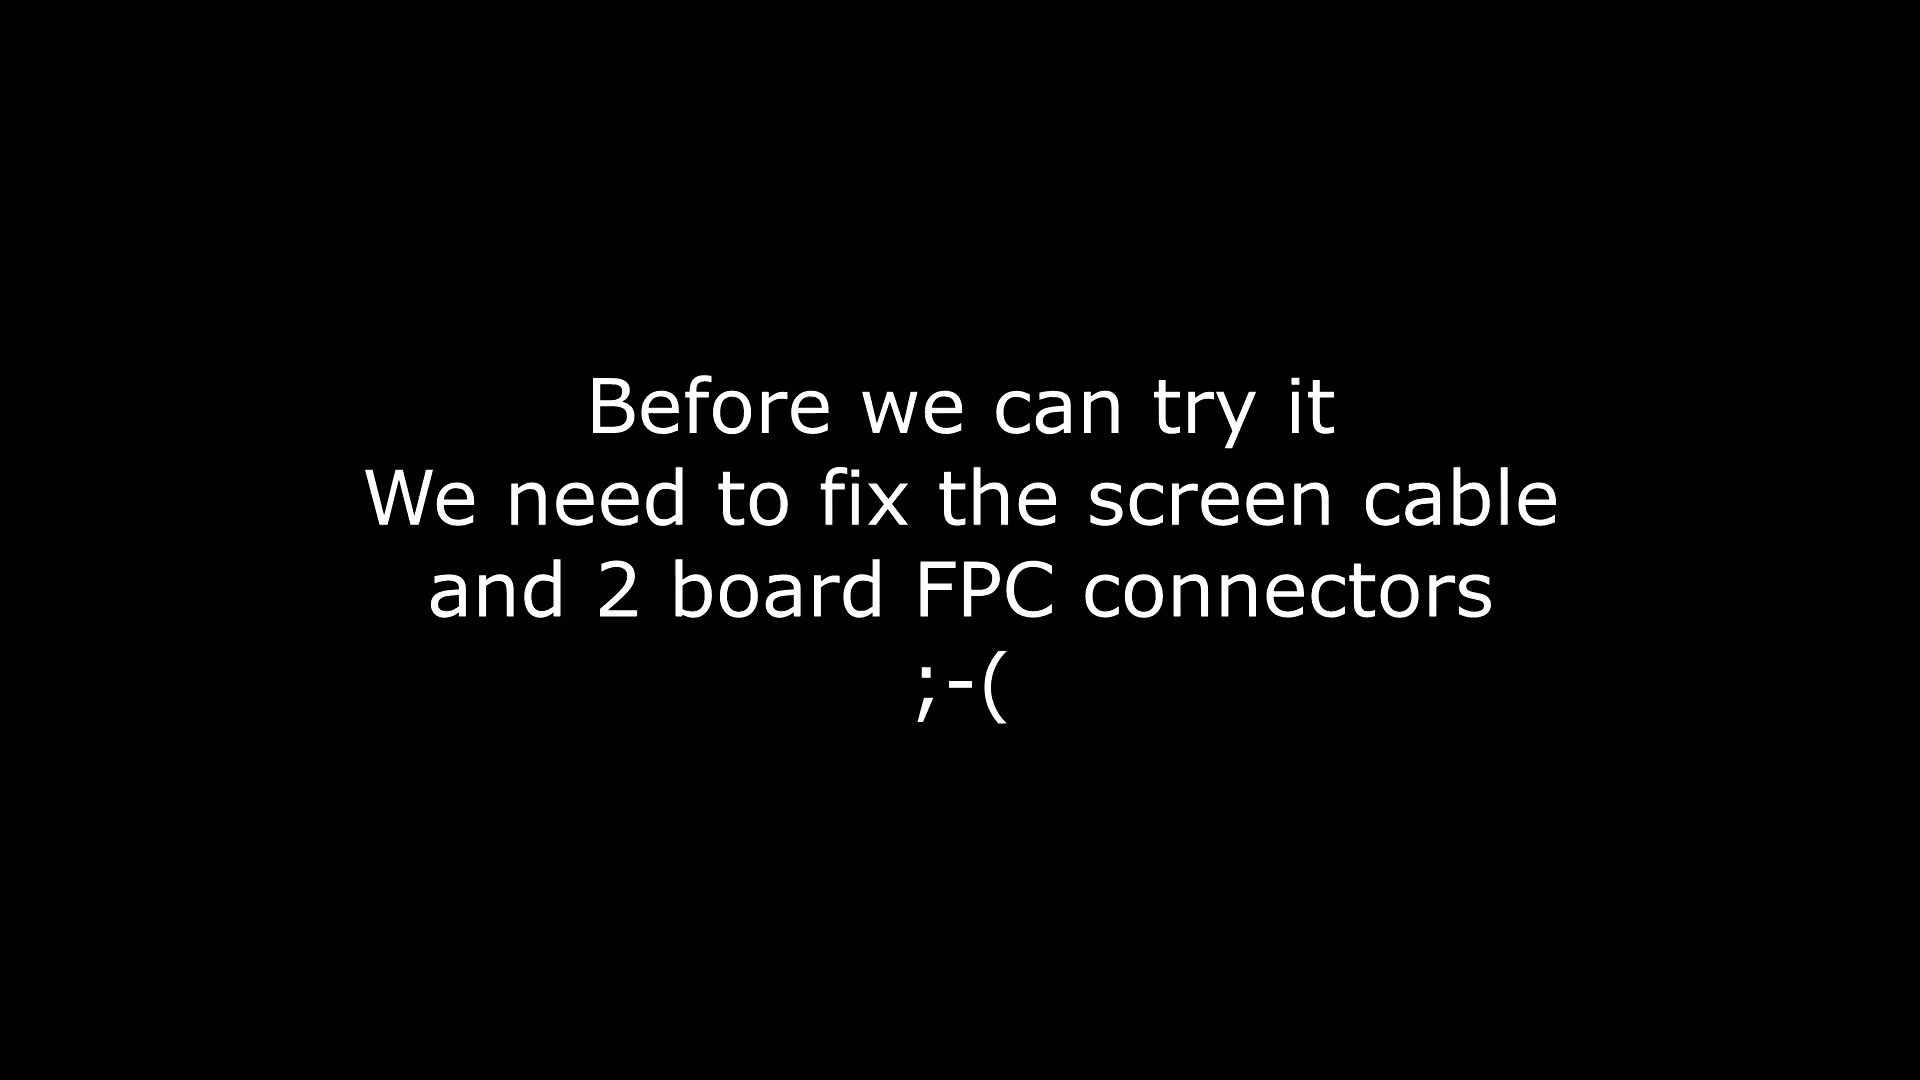 Before we can try it
We need to fix the screen cable
and 2 board FPC connectors
;-(